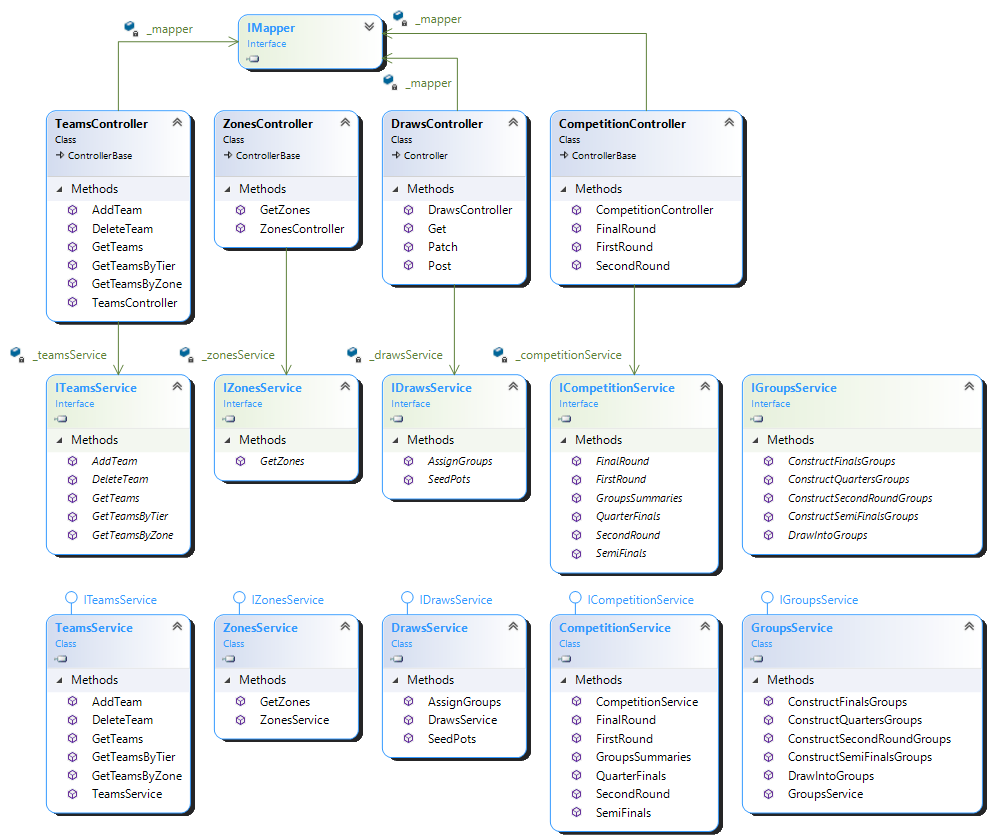 _mapper
IMapper
Interface
_mapper
_mapper
TeamsController
Class
ControllerBase
Methods
AddTeam
DeleteTeam
GetTeams
GetTeamsByTier
GetTeamsByZone
TeamsController
ZonesController
Class
ControllerBase
Methods
GetZones
ZonesController
DrawsController
Class
Controller
Methods
DrawsController
Get
Patch
Post
CompetitionController
Class
ControllerBase
Methods
CompetitionController
FinalRound
FirstRound
SecondRound
_teamsService
_zonesService
_drawsService
_competitionService
ITeamsService
Interface
Methods
AddTeam
DeleteTeam
GetTeams
GetTeamsByTier
GetTeamsByZone
IZonesService
Interface
Methods
GetZones
IDrawsService
Interface
Methods
AssignGroups
SeedPots
ICompetitionService
Interface
Methods
FinalRound
FirstRound
GroupsSummaries
QuarterFinals
SecondRound
SemiFinals
IGroupsService
Interface
Methods
ConstructFinalsGroups
ConstructQuartersGroups
ConstructSecondRoundGroups
ConstructSemiFinalsGroups
DrawIntoGroups
ITeamsService
TeamsService
Class
Methods
AddTeam
DeleteTeam
GetTeams
GetTeamsByTier
GetTeamsByZone
TeamsService
IZonesService
ZonesService
Class
Methods
GetZones
ZonesService
IDrawsService
DrawsService
Class
Methods
AssignGroups
DrawsService
SeedPots
ICompetitionService
CompetitionService
Class
Methods
CompetitionService
FinalRound
FirstRound
GroupsSummaries
QuarterFinals
SecondRound
SemiFinals
IGroupsService
GroupsService
Class
Methods
ConstructFinalsGroups
ConstructQuartersGroups
ConstructSecondRoundGroups
ConstructSemiFinalsGroups
DrawIntoGroups
GroupsService